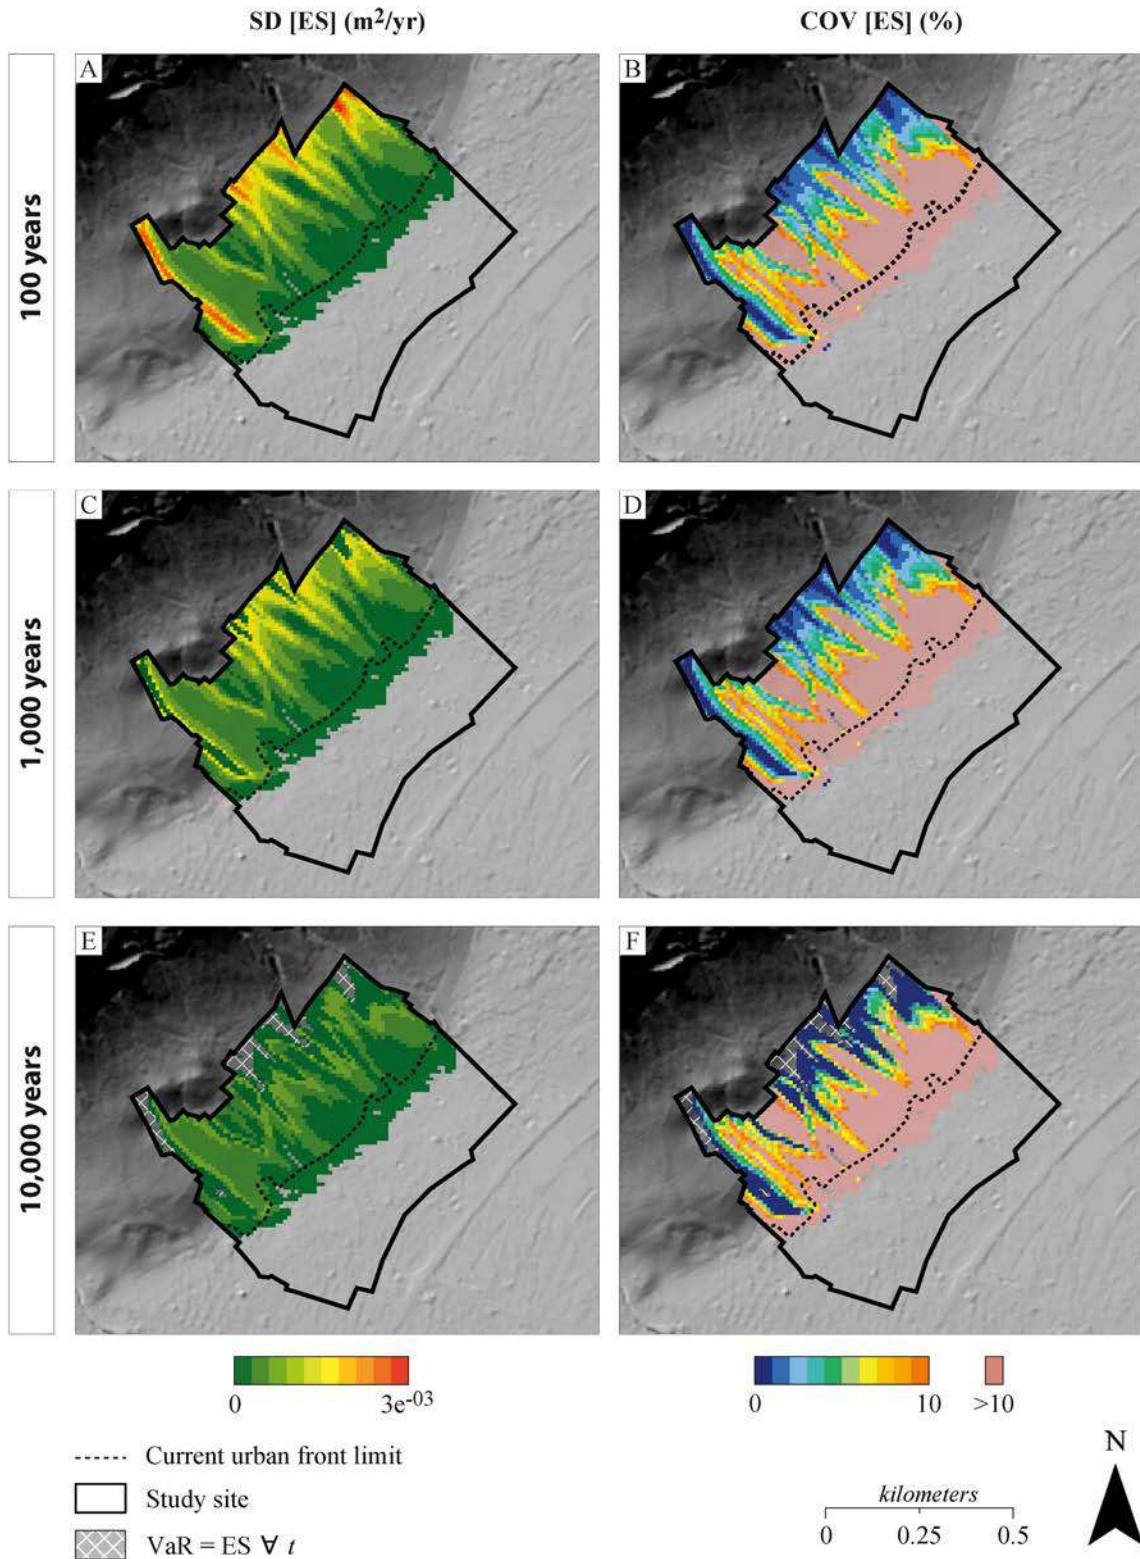 SD [ES] (m²/yr)
COV [ES] (%)
100 years
A
B
1,000 years
C
D
10,000 years
E
F
0
3e⁻⁰³
0
10
>10
Current urban front limit
Study site
VaR = ES ∀ t
kilometers
0
0.25
0.5
N